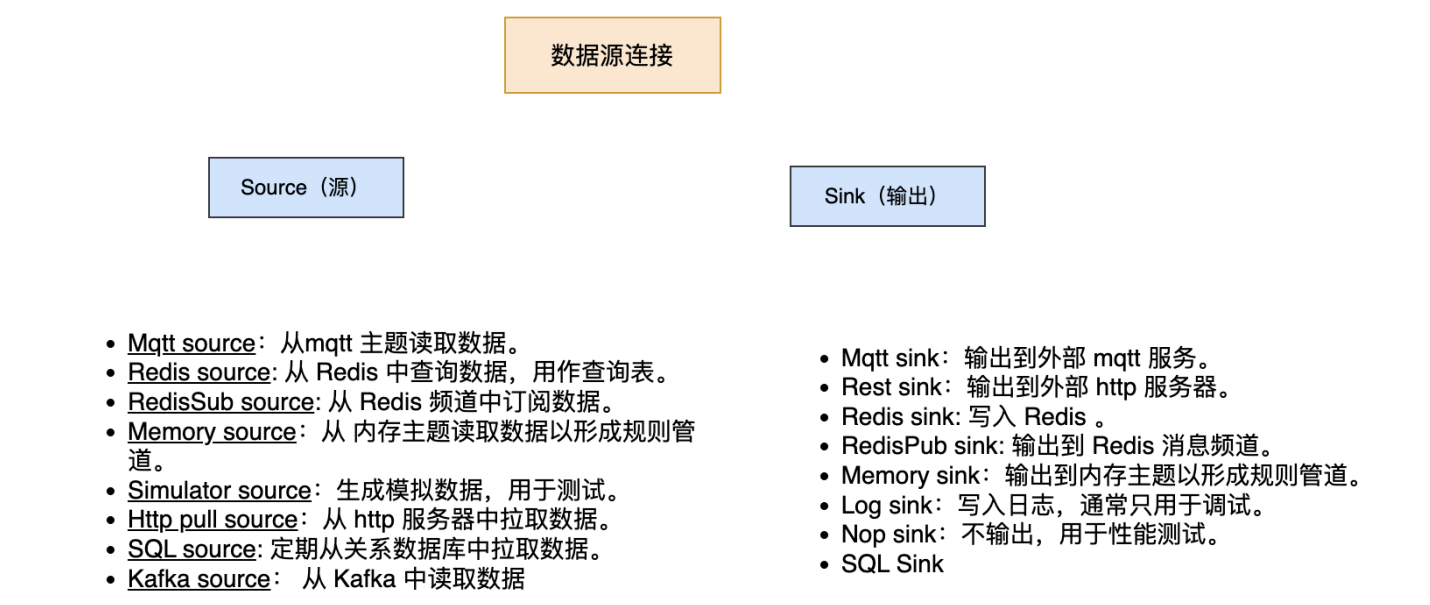 数据源连接
Source（源）
Sink（输出）
• Mqtt source：从mqtt 主题读取数据。
• Redis source: 从 Redis 中查询数据，用作查询表。
• RedisSub source: 从 Redis 频道中订阅数据。
• Memory source：从 内存主题读取数据以形成规则管
道。
• Simulator source：生成模拟数据，用于测试。
• Http pull source：从 http 服务器中拉取数据。
• SQL source: 定期从关系数据库中拉取数据。
• Kafka source： 从 Kafka 中读取数据
• Mqtt sink：输出到外部 mqtt 服务。
• Rest sink：输出到外部 http 服务器。
• Redis sink: 写入 Redis 。
• RedisPub sink: 输出到 Redis 消息频道。
• Memory sink：输出到内存主题以形成规则管道。
• Log sink：写入日志，通常只用于调试。
• Nop sink：不输出，用于性能测试。
• SQL Sink